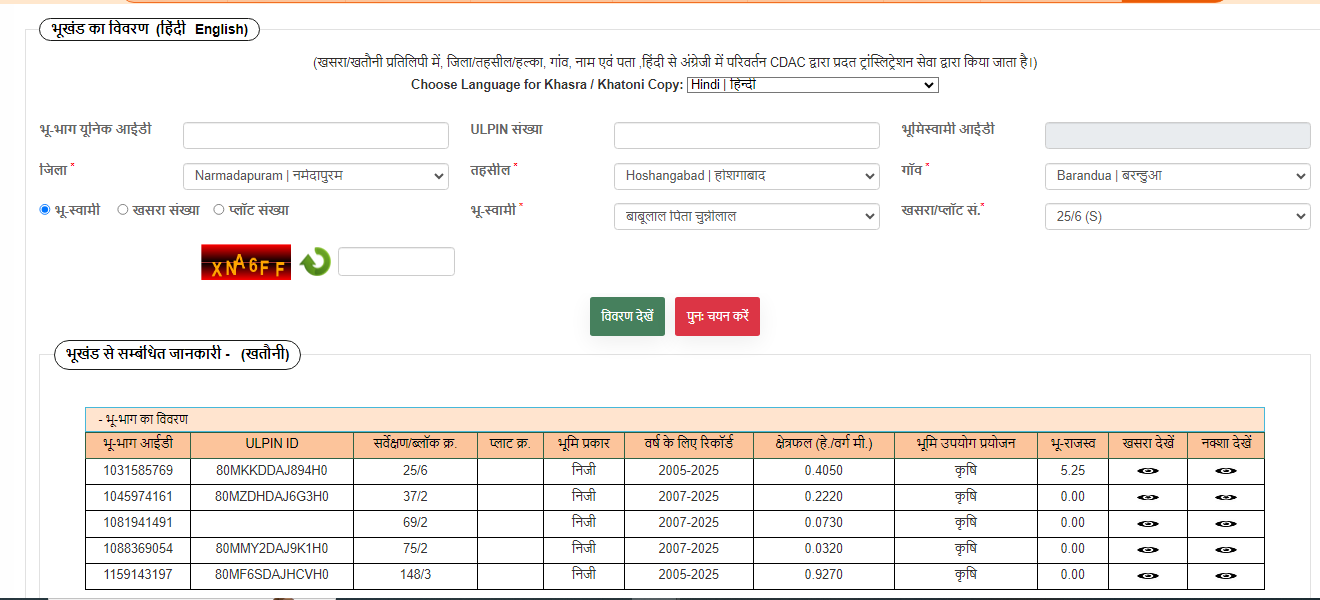 भूखंड का विवरण (हिंदी English)
(खसरा/खतौनी प्रतिलिपी में, जिला/तहसील/हल्का, गांव, नाम एवं पता ,हिंदी से अंग्रेजी में परिवर्तन CDAC द्वारा प्रदत ट्रांस्लिट्रेशन सेवा द्वारा किया जाता है।)
Choose Language for Khasra / Khatoni Copy: Hindi | हिन्दी
भू-भाग यूनिक आईडी ULPIN संख्या भूमिस्वामी आईडी
जिला * Narmadapuram | नर्मदापुरम तहसील * Hoshangabad | होशंगाबाद गाँव * Barandua | बरन्डुआ
भू-स्वामी खसरा संख्या प्लॉट संख्या भू-स्वामी * बाबूलाल पिता चुन्नीलाल खसरा/प्लॉट सं.* 25/6 (S)
XNA6FF
विवरण देखें पुनः चयन करें
भूखंड से सम्बंधित जानकारी - (खतौनी)
- भू-भाग का विवरण
भू-भाग आईडी ULPIN ID सर्वेक्षण/ब्लॉक क्र. प्लाट क्र. भूमि प्रकार वर्ष के लिए रिकॉर्ड क्षेत्रफल (हे./वर्ग मी.) भूमि उपयोग प्रयोजन भू-राजस्व खसरा देखें नक्शा देखें
1031585769 80MKKDDAJ894H0 25/6 निजी 2005-2025 0.4050 कृषि 5.25
1045974161 80MZDHDAJ6G3H0 37/2 निजी 2007-2025 0.2220 कृषि 0.00
1081941491 69/2 निजी 2007-2025 0.0730 कृषि 0.00
1088369054 80MMY2DAJ9K1H0 75/2 निजी 2007-2025 0.0320 कृषि 0.00
1159143197 80MF6SDAJHCVH0 148/3 निजी 2005-2025 0.9270 कृषि 0.00